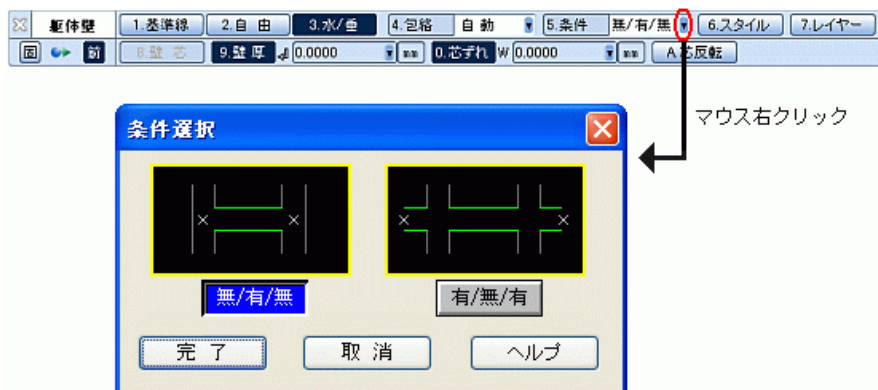 躯体壁 1.基準線 2.自 由 3.水/垂 4.包絡 自 動 5.条件 無/有/無 6.スタイル 7.レイヤー
面 前 8.壁 芯 9.壁 厚 0.0000 mm 0.芯ずれ W 0.0000 mm A.芯反転
マウス右クリック
条件選択
無/有/無 有/無/有
完 了 取 消 ヘルプ